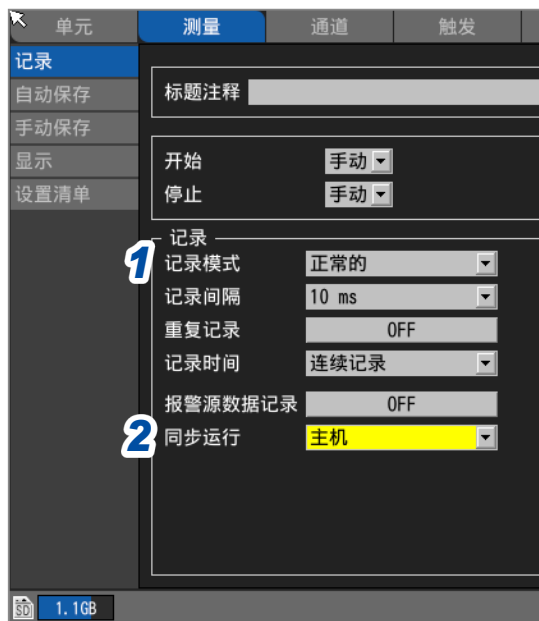 单元 测量 通道 触发
记录
自动保存
手动保存
显示
设置清单
标题注释
开始 手动
停止 手动
记录
1 记录模式 正常的
记录间隔 10 ms
重复记录 OFF
记录时间 连续记录
报警源数据记录 OFF
2 同步运行 主机
SD 1.1GB